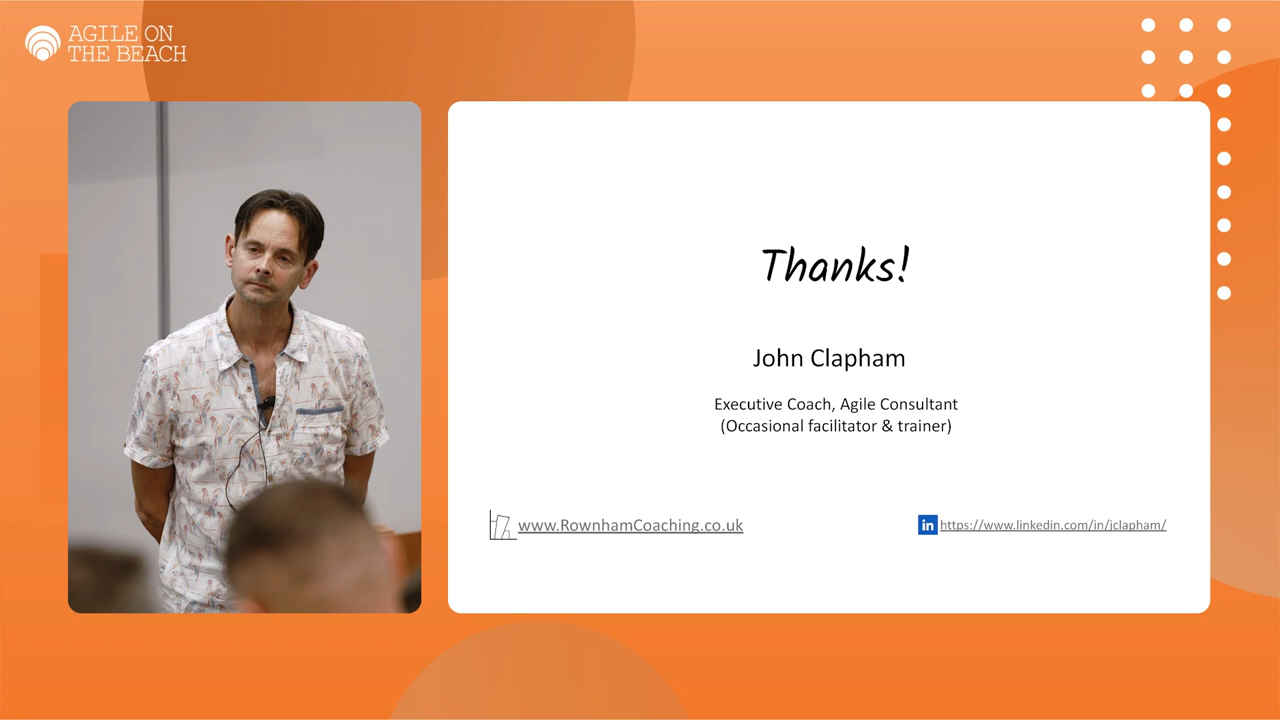 AGILE ON
THE BEACH
Thanks!
John Clapham
Executive Coach, Agile Consultant
(Occasional facilitator & trainer)
www.RownhamCoaching.co.uk
in https://www.linkedin.com/in/jclapham/